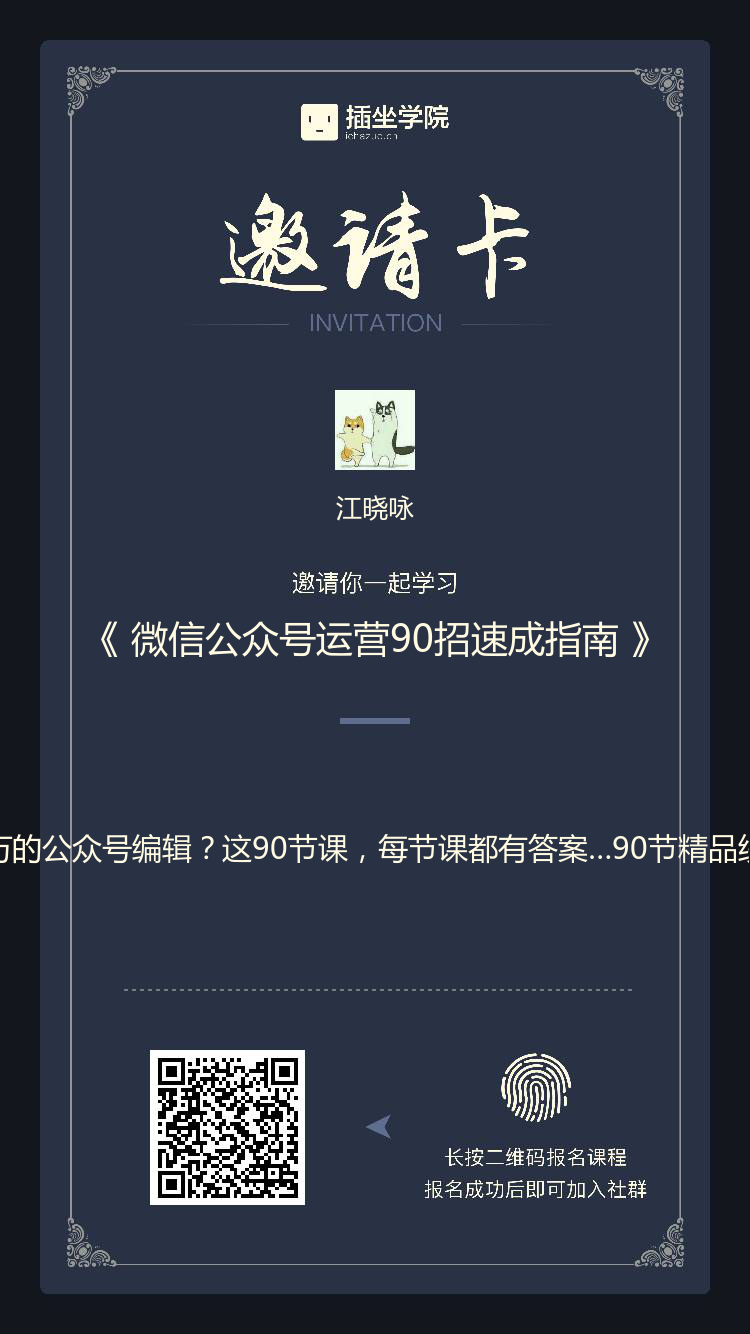 插坐学院
ichazuo.cn
邀请卡
INVITATION
江晓咏
邀请你一起学习
《 微信公众号运营90招速成指南 》
的公众号编辑？这90节课，每节课都有答案...90节精品
长按二维码报名课程
报名成功后即可加入社群